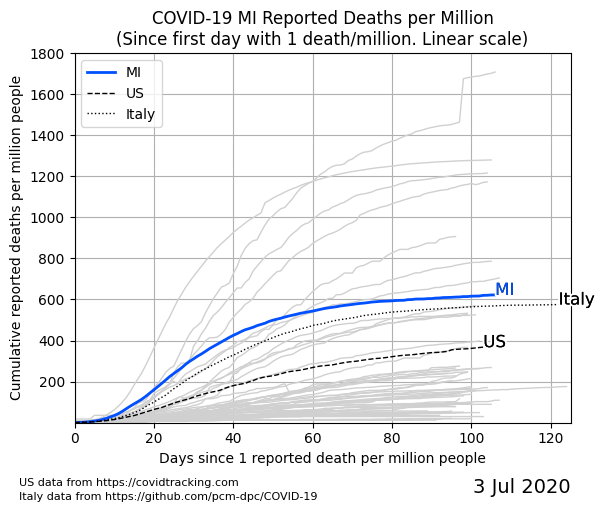 COVID-19 MI Reported Deaths per Million
(Since first day with 1 death/million. Linear scale)
Cumulative reported deaths per million people
1800
1600
1400
1200
1000
800
600
400
200
MI
US
Italy
MI
Italy
US
0
20
40
60
80
100
120
Days since 1 reported death per million people
US data from https://covidtracking.com
Italy data from https://github.com/pcm-dpc/COVID-19
3 Jul 2020